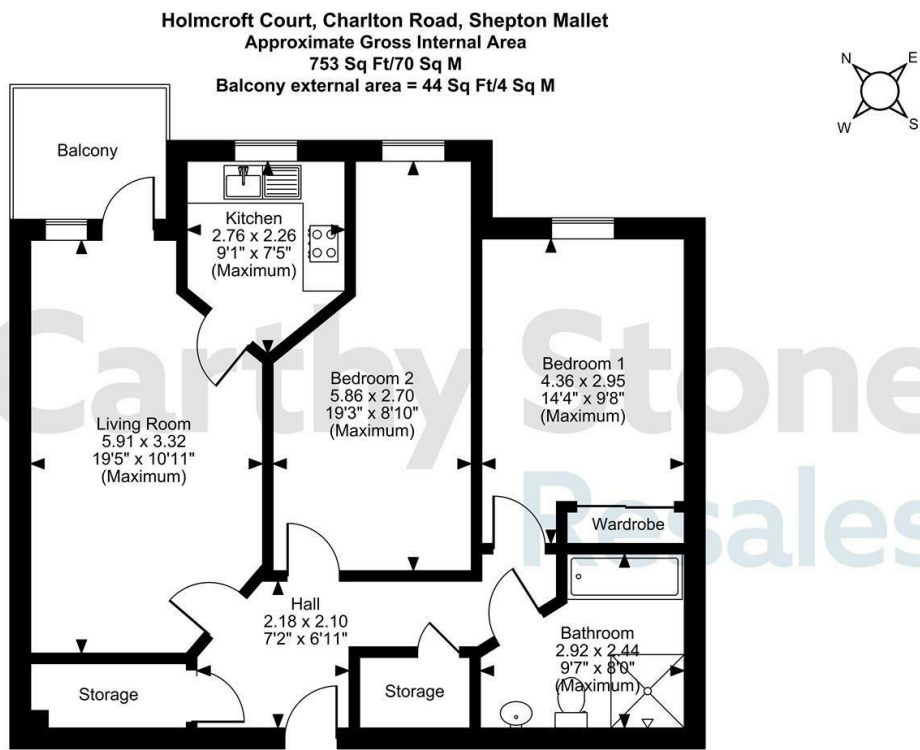 Holmcroft Court, Charlton Road, Shepton Mallet
Approximate Gross Internal Area
753 Sq Ft/70 Sq M
Balcony external area = 44 Sq Ft/4 Sq M
N
E
W
S
Balcony
Kitchen
2.76 x 2.26
9'1" x 7'5"
(Maximum)
Bedroom 1
4.36 x 2.95
14'4" x 9'8"
(Maximum)
Bedroom 2
5.86 x 2.70
19'3" x 8'10"
(Maximum)
Living Room
5.91 x 3.32
19'5" x 10'11"
(Maximum)
Carthy Stone
Resales
Wardrobe
Hall
2.18 x 2.10
7'2" x 6'11"
Bathroom
2.92 x 2.44
9'7" x 8'0"
(Maximum)
Storage
Storage